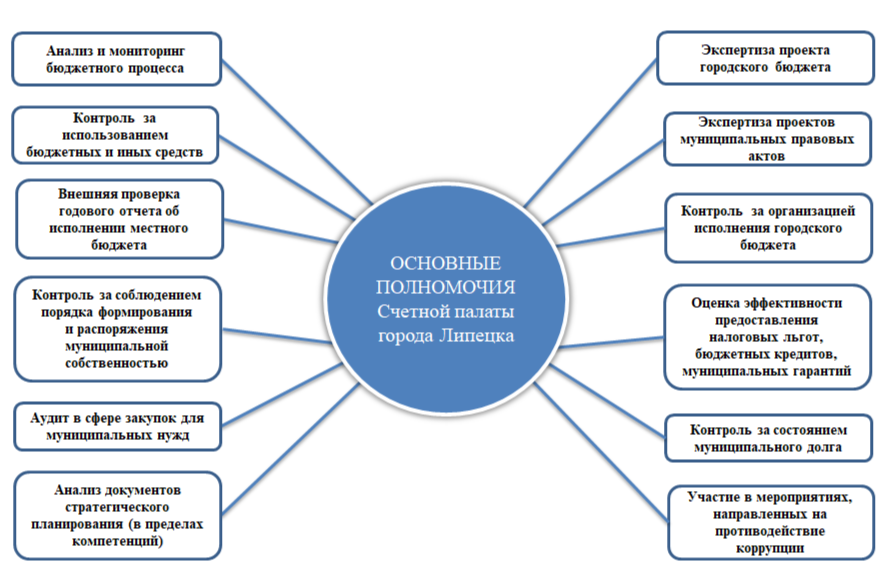 Анализ и мониторинг
бюджетного процесса
Контроль за
использованием
бюджетных и иных средств
Внешняя проверка
годового отчета об
исполнении местного
бюджета
Контроль за соблюдением
порядка формирования
и распоряжения
муниципальной
собственностью
Аудит в сфере закупок для
муниципальных нужд
Анализ документов
стратегического
планирования (в пределах
компетенций)
ОСНОВНЫЕ
ПОЛНОМОЧИЯ
Счетной палаты
города Липецка
Экспертиза проекта
городского бюджета
Экспертиза проектов
муниципальных правовых
актов
Контроль за организацией
исполнения городского
бюджета
Оценка эффективности
предоставления
налоговых льгот,
бюджетных кредитов,
муниципальных гарантий
Контроль за состоянием
муниципального долга
Участие в мероприятиях,
направленных на
противодействие
коррупции